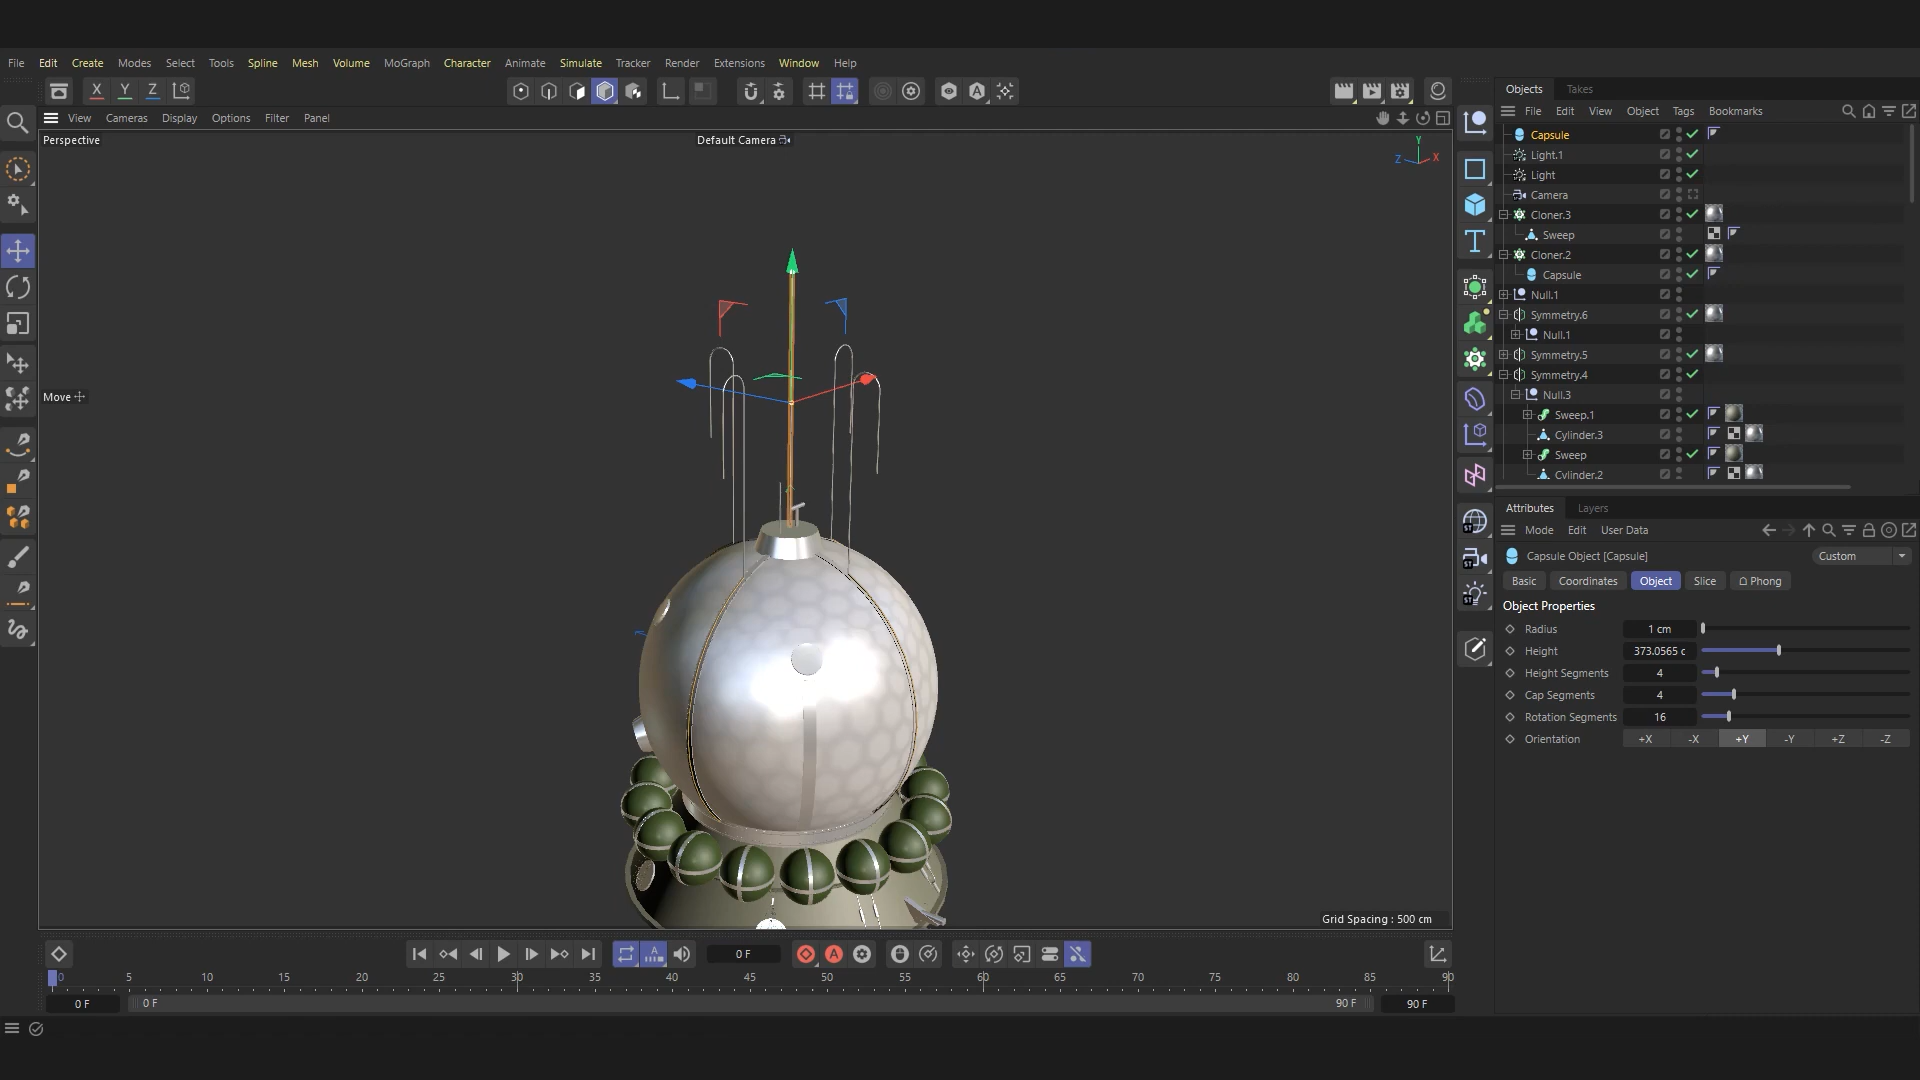 File Edit Create Modes Select Tools Spline Mesh Volume MoGraph Character Animate Simulate Tracker Render Extensions Window Help
X Y Z
Objects Takes
File Edit View Object Tags Bookmarks
View Cameras Display Options Filter Panel
Perspective
Default Camera
Y
Z X
Move
Capsule
Light.1
Light
Camera
Cloner.3
Sweep
Cloner.2
Capsule
Null.1
Symmetry.6
Null.1
Symmetry.5
Symmetry.4
Null.3
Sweep.1
Cylinder.3
Sweep
Cylinder.2
Attributes Layers
Mode Edit User Data
Capsule Object [Capsule]
Custom
Basic Coordinates Object Slice Phong
Object Properties
Radius 1 cm
Height 373.0565 c
Height Segments 4
Cap Segments 4
Rotation Segments 16
Orientation +X -X +Y -Y +Z -Z
ST
ST
ST
Grid Spacing : 500 cm
0 F
0 5 10 15 20 25 30 35 40 45 50 55 60 65 70 75 80 85 90
0 F 0 F 90 F 90 F